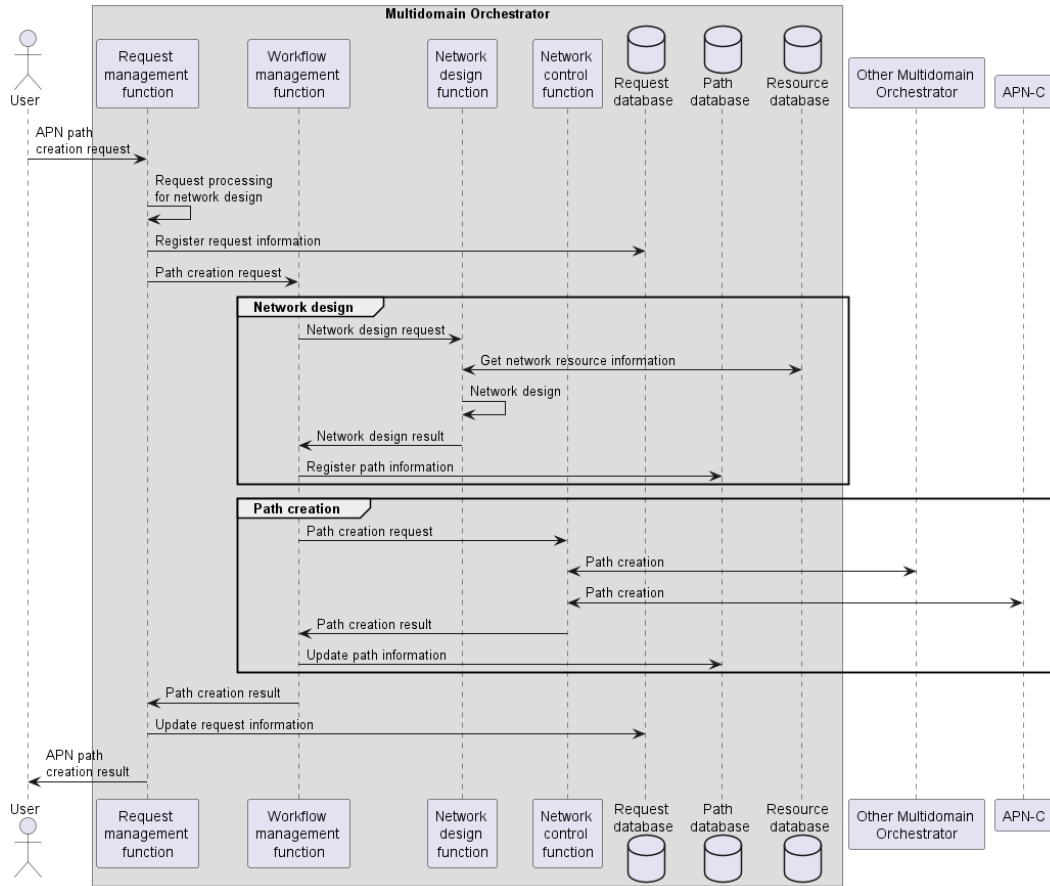 Multidomain Orchestrator
User
Request
management
function
Workflow
management
function
Network
design
function
Network
control
function
Request
database
Path
database
Resource
database
Other Multidomain
Orchestrator
APN-C
APN path
creation request
Request processing
for network design
Register request information
Path creation request
Network design
Network design request
Get network resource information
Network design
Network design result
Register path information
Path creation
Path creation request
Path creation
Path creation
Path creation result
Update path information
Path creation result
Update request information
APN path
creation result
User
Request
management
function
Workflow
management
function
Network
design
function
Network
control
function
Request
database
Path
database
Resource
database
Other Multidomain
Orchestrator
APN-C